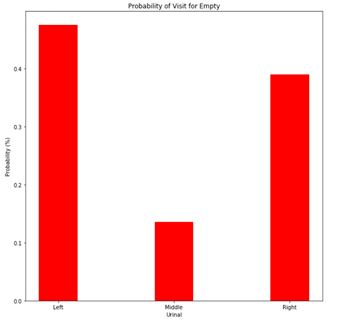 Probability of Visit for Empty
Probability (%)
0.4
0.3
0.2
0.1
0.0
Left Middle Right
Urinal